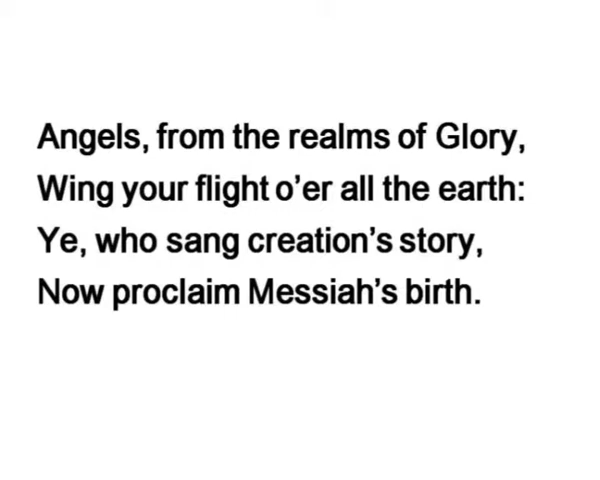 Angels, from the realms of Glory,
Wing your flight o’er all the earth:
Ye, who sang creation’s story,
Now proclaim Messiah’s birth.